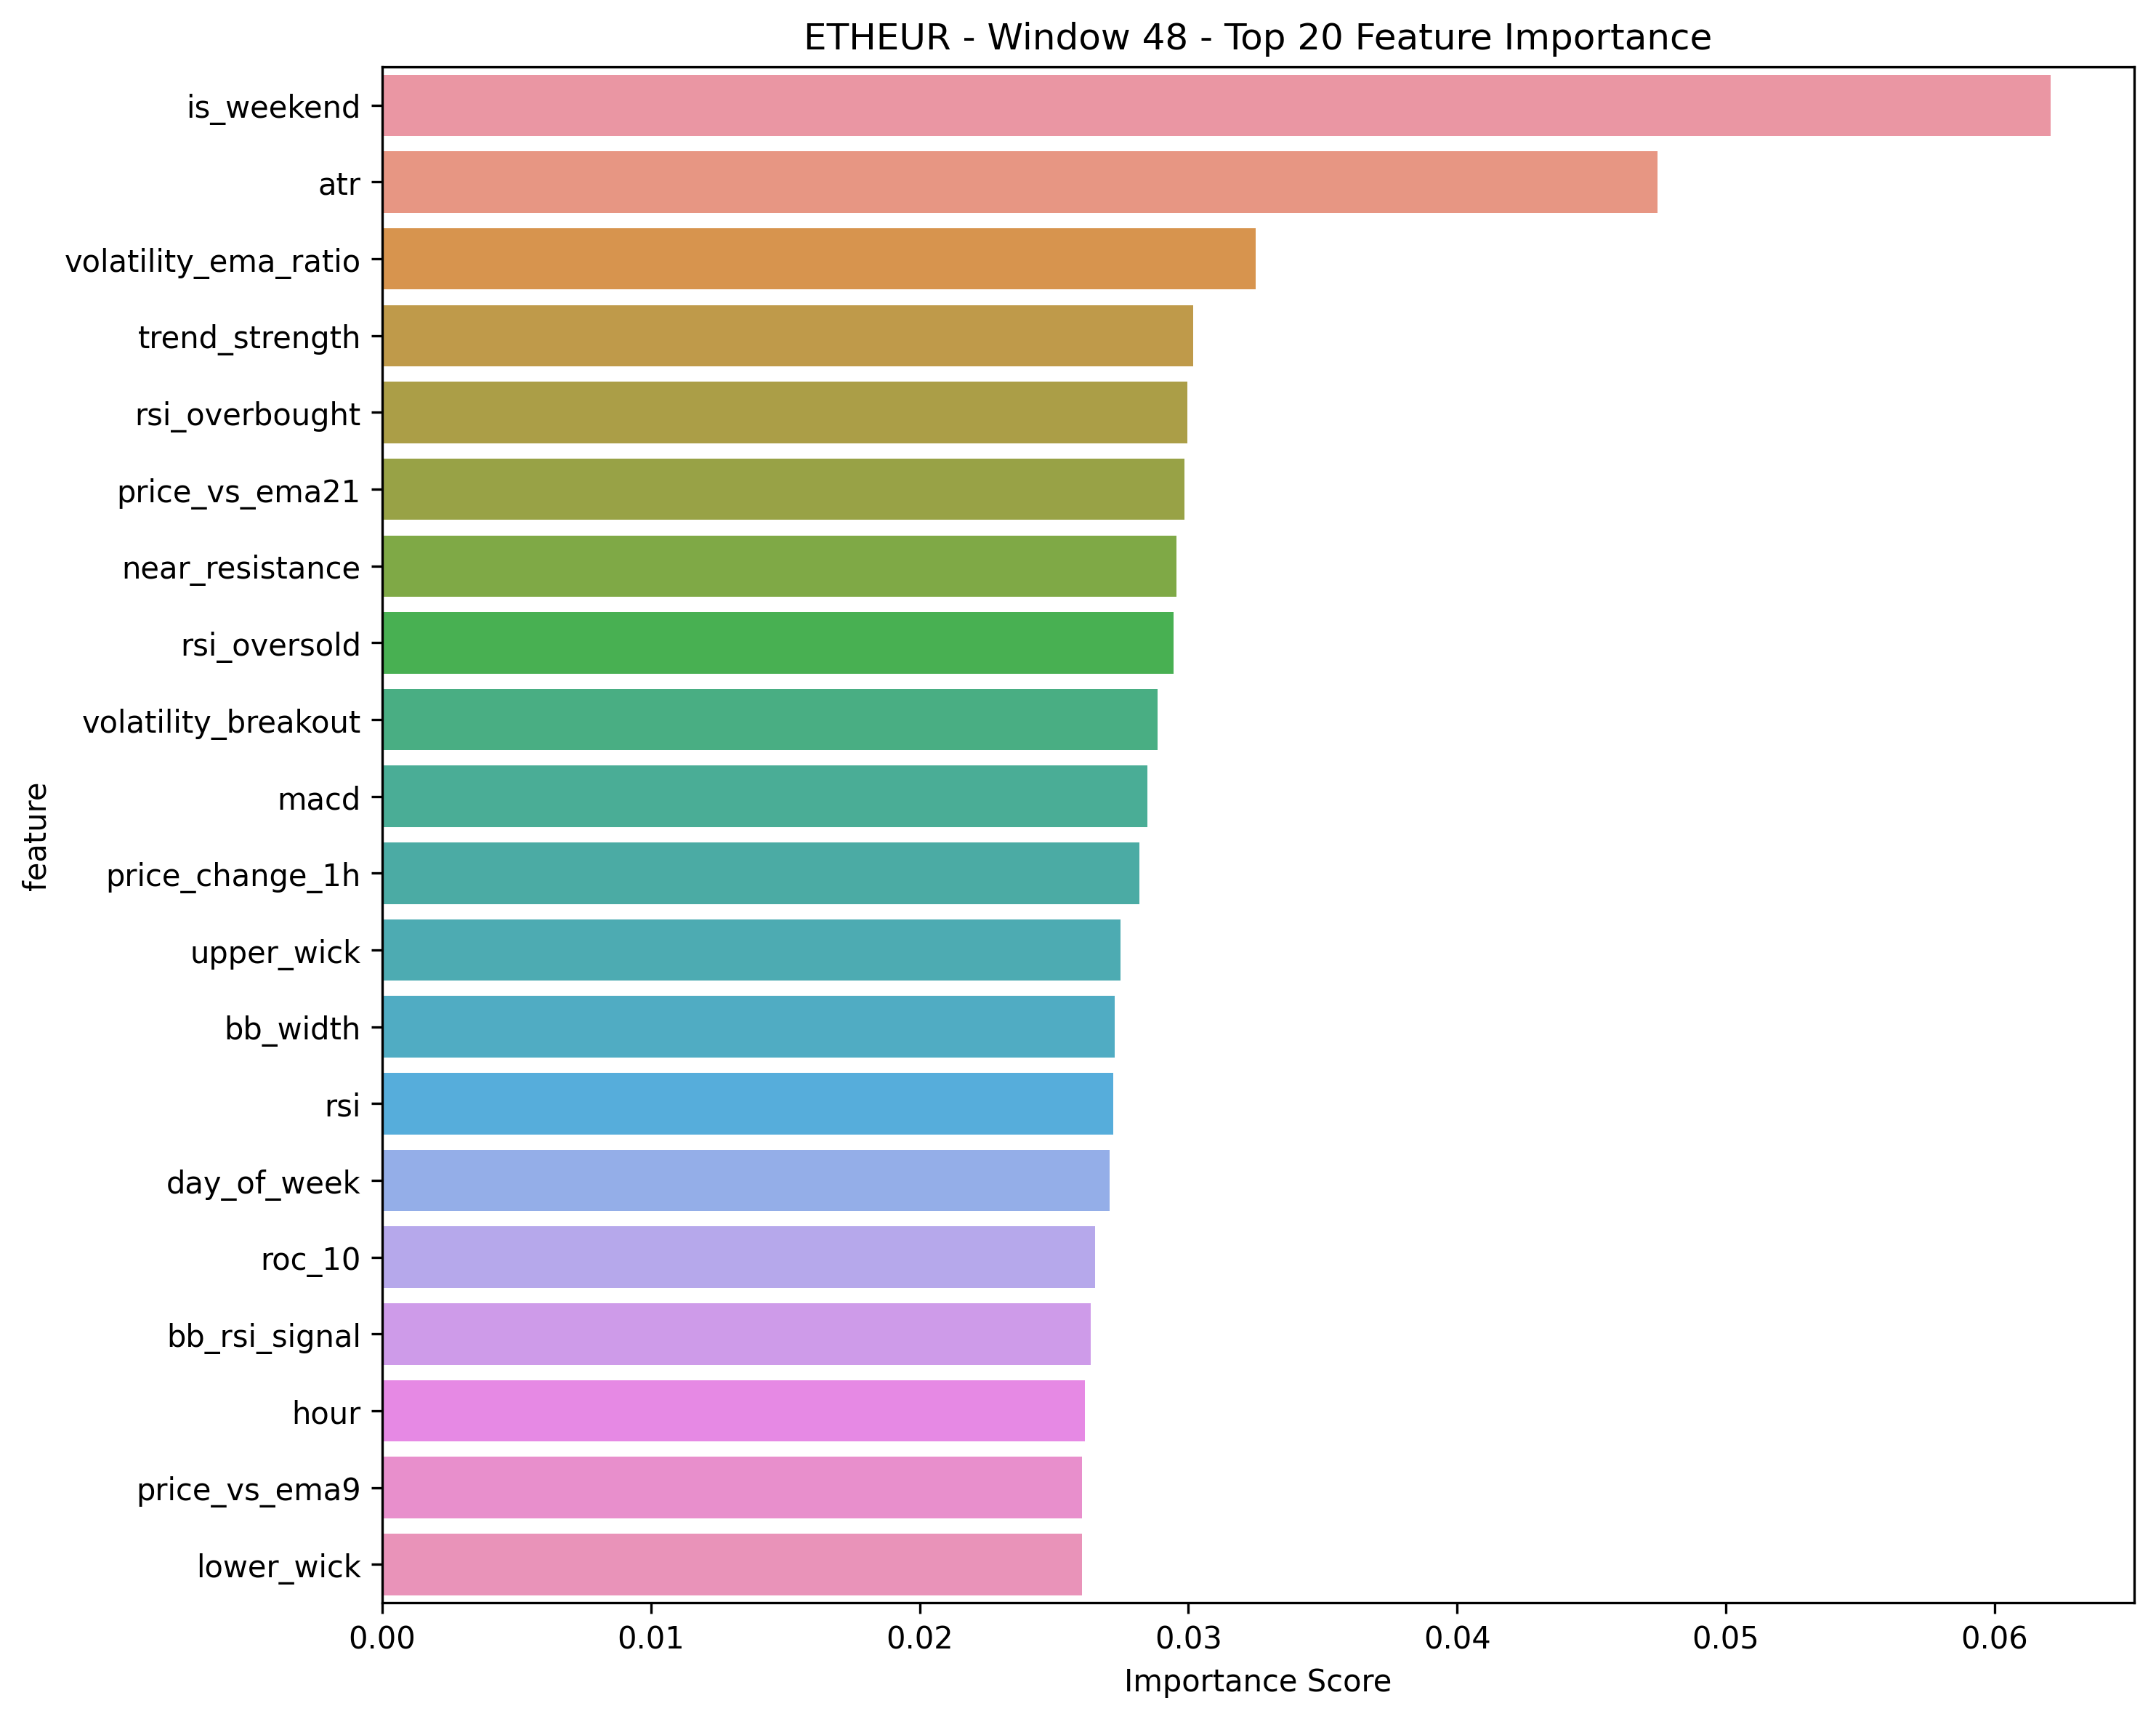 ETHEUR - Window 48 - Top 20 Feature Importance
is_weekend
atr
volatility_ema_ratio
trend_strength
rsi_overbought
price_vs_ema21
near_resistance
rsi_oversold
volatility_breakout
macd
price_change_1h
upper_wick
bb_width
rsi
day_of_week
roc_10
bb_rsi_signal
hour
price_vs_ema9
lower_wick
feature
0.00 0.01 0.02 0.03 0.04 0.05 0.06
Importance Score